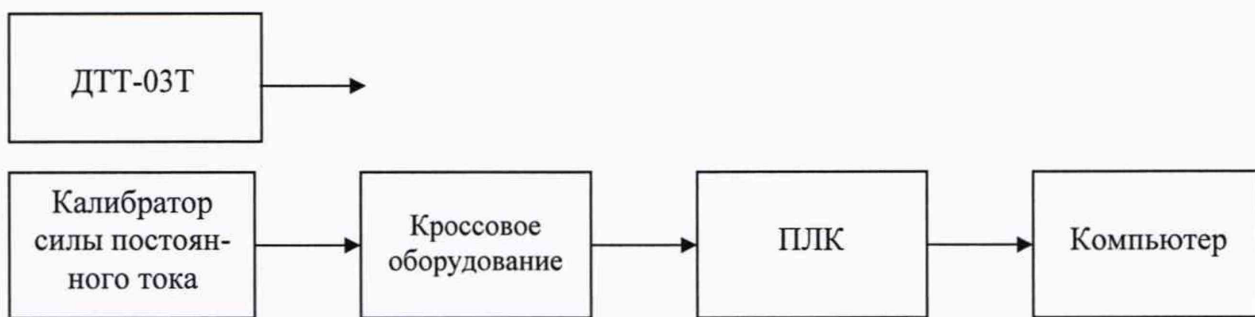 ДТТ-03Т
Калибратор
силы постоян-
ного тока
Кроссовое
оборудование
ПЛК
Компьютер